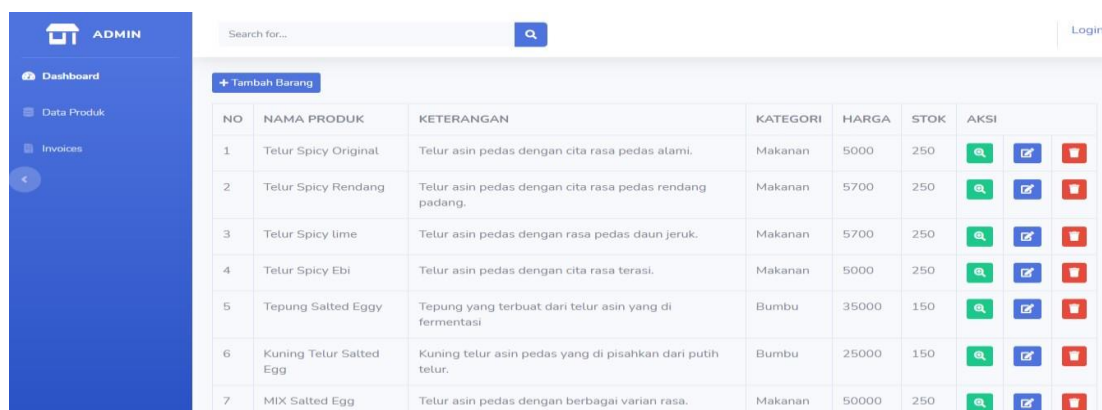 ADMIN
Search for...
Login
Dashboard
Data Produk
Invoices
+ Tambah Barang
NO NAMA PRODUK KETERANGAN KATEGORI HARGA STOK AKSI
1 Telur Spicy Original Telur asin pedas dengan cita rasa pedas alami. Makanan 5000 250
2 Telur Spicy Rendang Telur asin pedas dengan cita rasa pedas rendang Makanan 5700 250
padang.
3 Telur Spicy lime Telur asin pedas dengan rasa pedas daun jeruk. Makanan 5700 250
4 Telur Spicy Ebi Telur asin pedas dengan cita rasa terasi. Makanan 5000 250
5 Tepung Salted Eggy Tepung yang terbuat dari telur asin yang di Bumbu 35000 150
fermentasi
6 Kuning Telur Salted Kuning telur asin pedas yang di pisahkan dari putih Bumbu 25000 150
Egg telur.
7 MIX Salted Egg Telur asin pedas dengan berbagai varian rasa. Makanan 50000 250